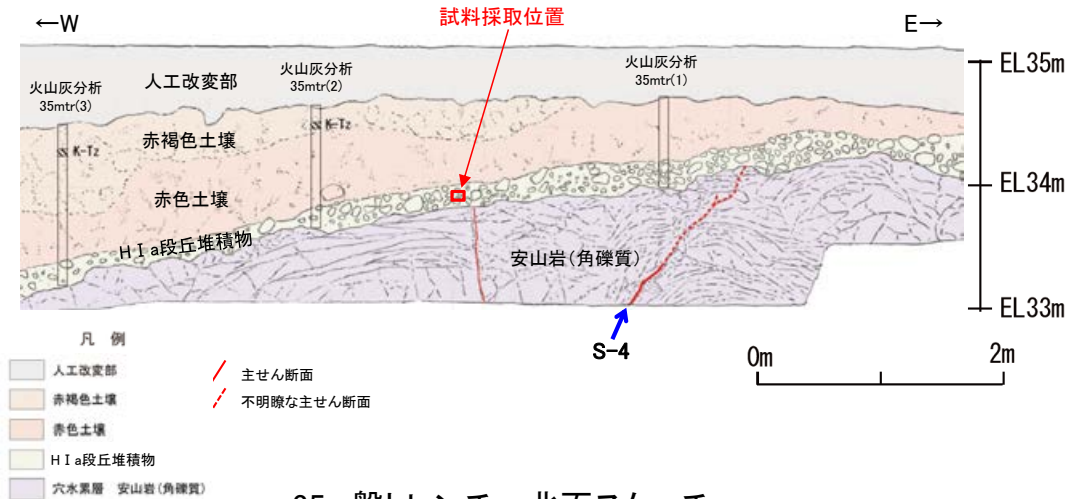 ←W
試料採取位置
E→
EL35m
火山灰分析
35mtr(3)
人工改変部
火山灰分析
35mtr(2)
火山灰分析
35mtr(1)
K-Tz
K-Tz
赤褐色土壌
赤色土壌
EL34m
HⅠa段丘堆積物
安山岩(角礫質)
EL33m
S-4
0m
2m
凡 例
人工改変部
赤褐色土壌
赤色土壌
HⅠa段丘堆積物
穴水累層 安山岩(角礫質)
主せん断面
不明瞭な主せん断面